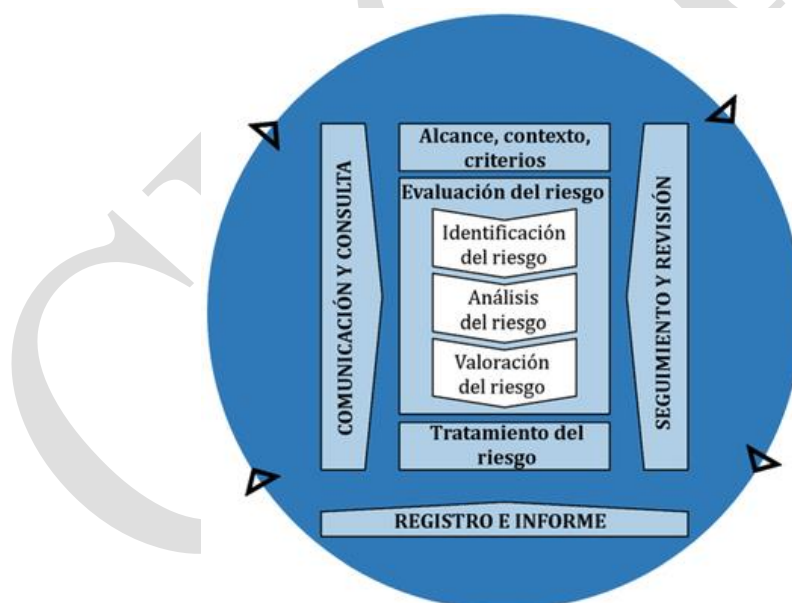 Alcance, contexto,
criterios
Evaluación del riesgo
Identificación
del riesgo
Análisis
del riesgo
Valoración
del riesgo
Tratamiento del
riesgo
COMUNICACIÓN Y CONSULTA
SEGUIMIENTO Y REVISIÓN
REGISTRO E INFORME